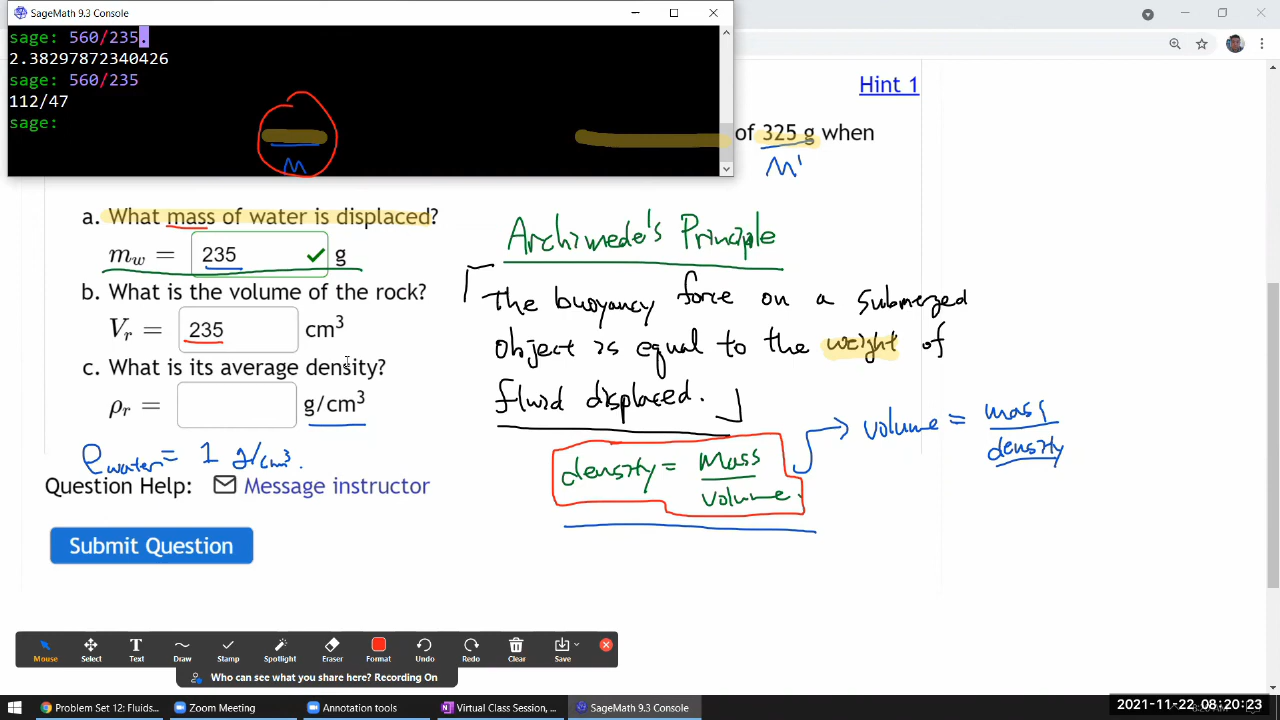 SageMath 9.3 Console
sage: 560/235.
2.38297872340426
sage: 560/235
112/47
sage:
M
Hint 1
of 325 g when
M'
a. What mass of water is displaced?
m_w = 235 ✓ g
b. What is the volume of the rock?
V_r = 235 cm³
c. What is its average density?
ρ_r = g/cm³
ρ_water = 1 g/cm³.
Archimede's Principle
The buoyancy force on a submerzed
object is equal to the weight of
fluid displaced.
density = Mass / volume.
volume = mass / density
Question Help: Message instructor
Submit Question
Mouse Select Text Draw Stamp Spotlight Eraser Format Undo Redo Clear Save
Who can see what you share here? Recording On
Problem Set 12: Fluids... Zoom Meeting Annotation tools Virtual Class Session, ... SageMath 9.3 Console
2021-11-22 08:20:23